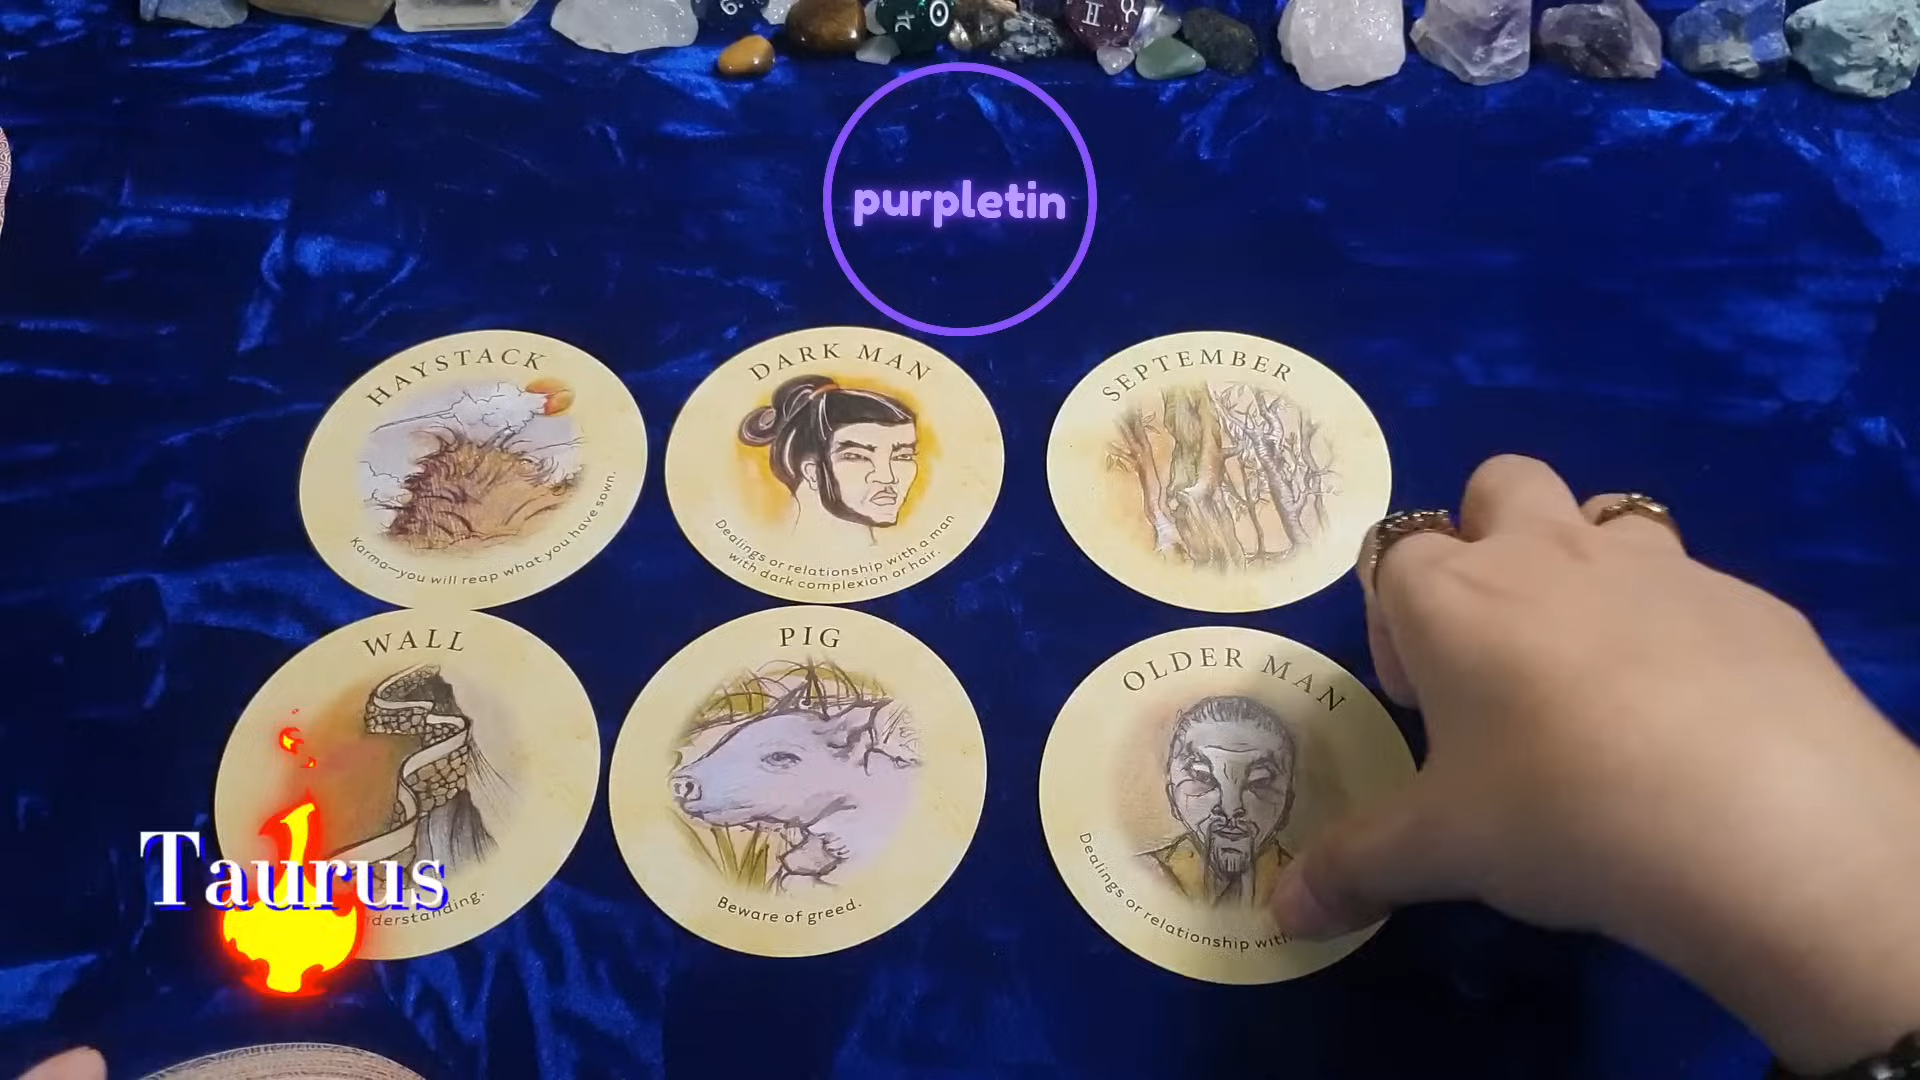 purpletin
HAYSTACK
Karma—you will reap what you have sown.
DARK MAN
Dealings or relationship with a man
with dark complexion or hair.
SEPTEMBER
WALL
PIG
Beware of greed.
OLDER MAN
Dealings or relationship with
Taurus